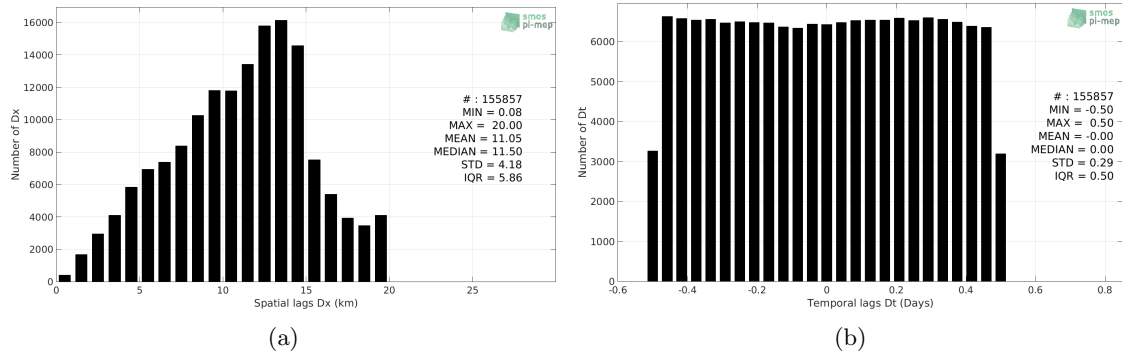 16000
14000
12000
10000
8000
6000
4000
2000
0
Number of Dx
0 5 10 15 20 25
Spatial lags Dx (km)
smos
pi-mep
# : 155857
MIN = 0.08
MAX = 20.00
MEAN = 11.05
MEDIAN = 11.50
STD = 4.18
IQR = 5.86
(a)
6000
5000
4000
3000
2000
1000
0
Number of Dt
-0.6 -0.4 -0.2 0 0.2 0.4 0.6 0.8
Temporal lags Dt (Days)
smos
pi-mep
# : 155857
MIN = -0.50
MAX = 0.50
MEAN = -0.00
MEDIAN = 0.00
STD = 0.29
IQR = 0.50
(b)